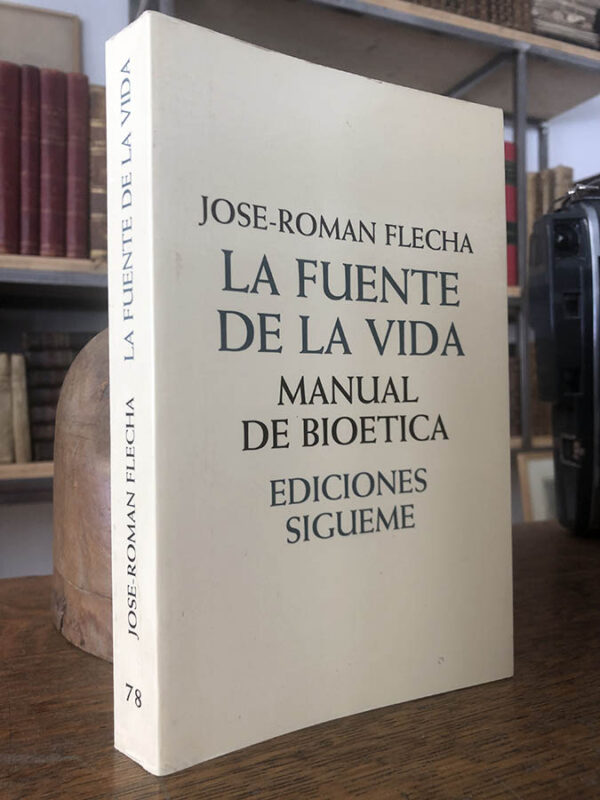 JOSE-ROMAN FLECHA
LA FUENTE
DE LA VIDA
MANUAL
DE BIOETICA
EDICIONES
SIGUEME
LA FUENTE DE LA VIDA
JOSE-ROMAN FLECHA
78